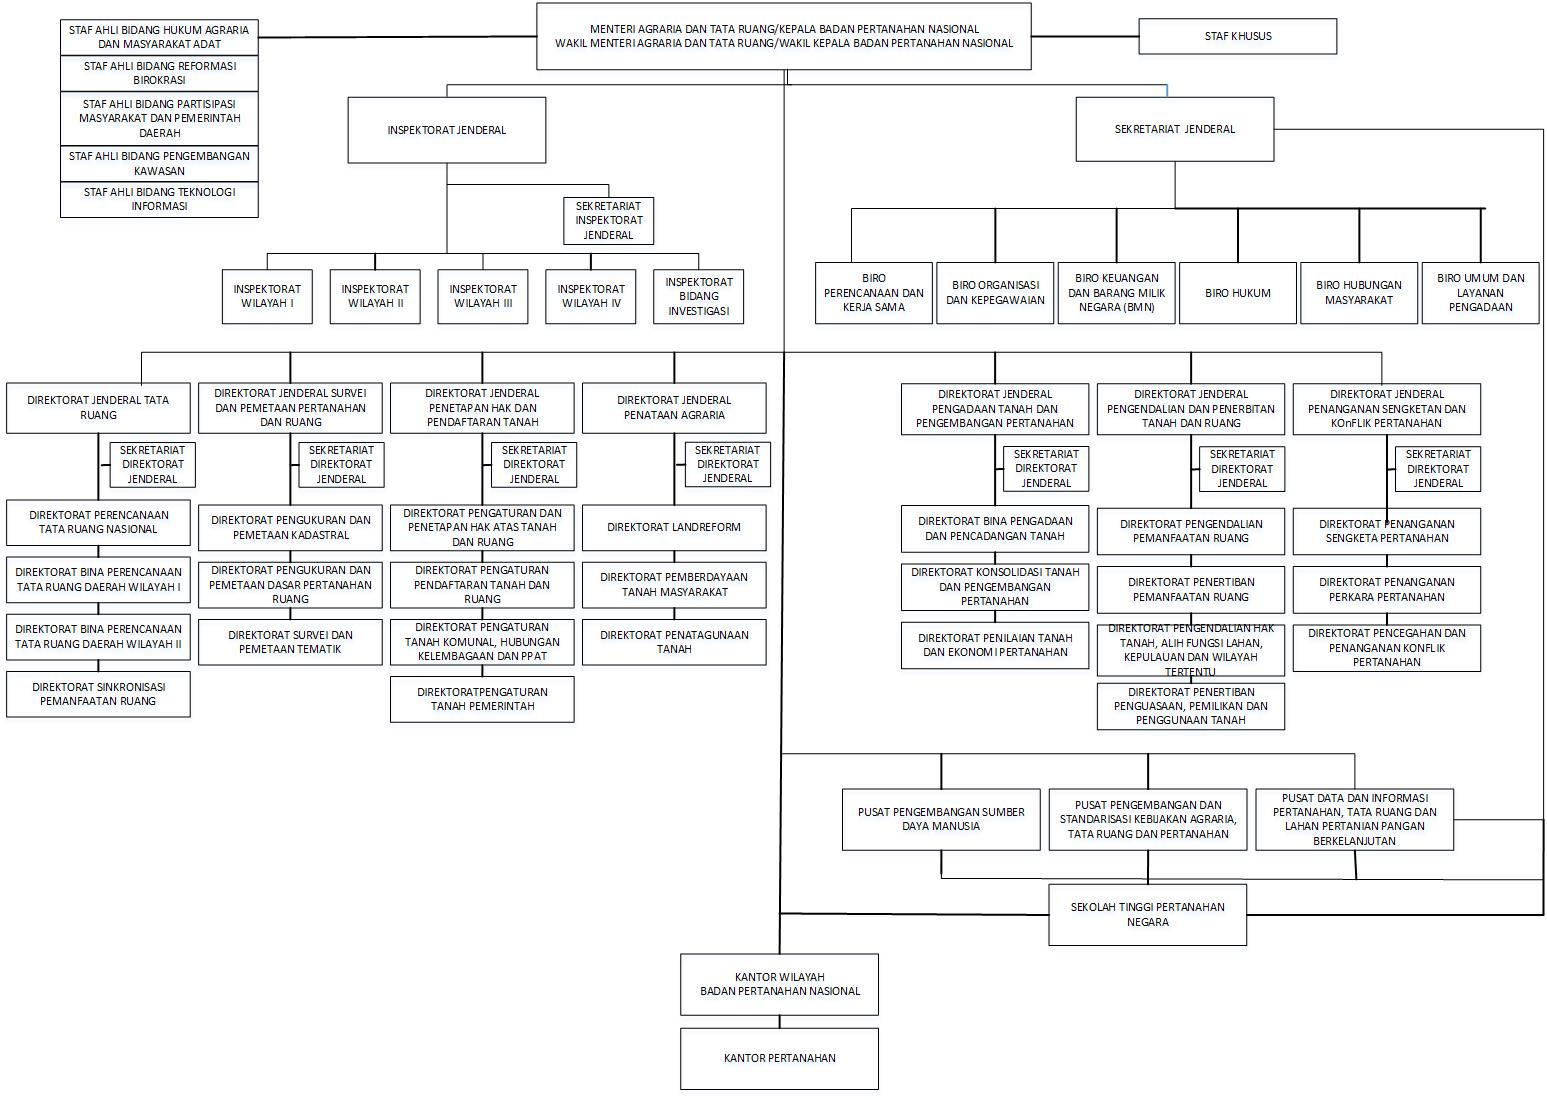 MENTERI AGRARIA DAN TATA RUANG/KEPALA BADAN PERTANAHAN NASIONAL
WAKIL MENTERI AGRARIA DAN TATA RUANG/WAKIL KEPALA BADAN PERTANAHAN NASIONAL
STAF AHLI BIDANG HUKUM AGRARIA
DAN MASYARAKAT ADAT
STAF AHLI BIDANG REFORMASI
BIROKRASI
STAF AHLI BIDANG PARTISIPASI
MASYARAKAT DAN PEMERINTAH
DAERAH
STAF AHLI BIDANG PENGEMBANGAN
KAWASAN
STAF AHLI BIDANG TEKNOLOGI
INFORMASI
STAF KHUSUS
INSPEKTORAT JENDERAL
SEKRETARIAT
INSPEKTORAT
JENDERAL
INSPEKTORAT
WILAYAH I
INSPEKTORAT
WILAYAH II
INSPEKTORAT
WILAYAH III
INSPEKTORAT
WILAYAH IV
INSPEKTORAT
BIDANG
INVESTIGASI
SEKRETARIAT JENDERAL
BIRO
PERENCANAAN DAN
KERJA SAMA
BIRO ORGANISASI
DAN KEPEGAWAIAN
BIRO KEUANGAN
DAN BARANG MILIK
NEGARA (BMN)
BIRO HUKUM
BIRO HUBUNGAN
MASYARAKAT
BIRO UMUM DAN
LAYANAN
PENGADAAN
DIREKTORAT JENDERAL TATA
RUANG
SEKRETARIAT
DIREKTORAT
JENDERAL
DIREKTORAT PERENCANAAN
TATA RUANG NASIONAL
DIREKTORAT BINA PERENCANAAN
TATA RUANG DAERAH WILAYAH I
DIREKTORAT BINA PERENCANAAN
TATA RUANG DAERAH WILAYAH II
DIREKTORAT SINKRONISASI
PEMANFAATAN RUANG
DIREKTORAT JENDERAL SURVEI
DAN PEMETAAN PERTANAHAN
DAN RUANG
SEKRETARIAT
DIREKTORAT
JENDERAL
DIREKTORAT PENGUKURAN DAN
PEMETAAN KADASTRAL
DIREKTORAT PENGUKURAN DAN
PEMETAAN DASAR PERTANAHAN
RUANG
DIREKTORAT SURVEI DAN
PEMETAAN TEMATIK
DIREKTORAT JENDERAL
PENETAPAN HAK DAN
PENDAFTARAN TANAH
SEKRETARIAT
DIREKTORAT
JENDERAL
DIREKTORAT PENGATURAN DAN
PENETAPAN HAK ATAS TANAH
DAN RUANG
DIREKTORAT PENGATURAN
PENDAFTARAN TANAH DAN
RUANG
DIREKTORAT PENGATURAN
TANAH KOMUNAL, HUBUNGAN
KELEMBAGAAN DAN PPAT
DIREKTORATPENGATURAN
TANAH PEMERINTAH
DIREKTORAT JENDERAL
PENATAAN AGRARIA
SEKRETARIAT
DIREKTORAT
JENDERAL
DIREKTORAT LANDREFORM
DIREKTORAT PEMBERDAYAAN
TANAH MASYARAKAT
DIREKTORAT PENATAGUNAAN
TANAH
DIREKTORAT JENDERAL
PENGADAAN TANAH DAN
PENGEMBANGAN PERTANAHAN
SEKRETARIAT
DIREKTORAT
JENDERAL
DIREKTORAT BINA PENGADAAN
DAN PENCADANGAN TANAH
DIREKTORAT KONSOLIDASI TANAH
DAN PENGEMBANGAN
PERTANAHAN
DIREKTORAT PENILAIAN TANAH
DAN EKONOMI PERTANAHAN
DIREKTORAT JENDERAL
PENGENDALIAN DAN PENERBITAN
TANAH DAN RUANG
SEKRETARIAT
DIREKTORAT
JENDERAL
DIREKTORAT PENGENDALIAN
PEMANFAATAN RUANG
DIREKTORAT PENERTIBAN
PEMANFAATAN RUANG
DIREKTORAT PENGENDALIAN HAK
TANAH, ALIH FUNGSI LAHAN,
KEPULAUAN DAN WILAYAH
TERTENTU
DIREKTORAT PENERTIBAN
PENGUASAAN, PEMILIKAN DAN
PENGGUNAAN TANAH
DIREKTORAT JENDERAL
PENANGANAN SENGKETAN DAN
KOnFLIK PERTANAHAN
SEKRETARIAT
DIREKTORAT
JENDERAL
DIREKTORAT PENANGANAN
SENGKETA PERTANAHAN
DIREKTORAT PENANGANAN
PERKARA PERTANAHAN
DIREKTORAT PENCEGAHAN DAN
PENANGANAN KONFLIK
PERTANAHAN
PUSAT PENGEMBANGAN SUMBER
DAYA MANUSIA
PUSAT PENGEMBANGAN DAN
STANDARISASI KEBIJAKAN AGRARIA,
TATA RUANG DAN PERTANAHAN
PUSAT DATA DAN INFORMASI
PERTANAHAN, TATA RUANG DAN
LAHAN PERTANIAN PANGAN
BERKELANJUTAN
SEKOLAH TINGGI PERTANAHAN
NEGARA
KANTOR WILAYAH
BADAN PERTANAHAN NASIONAL
KANTOR PERTANAHAN